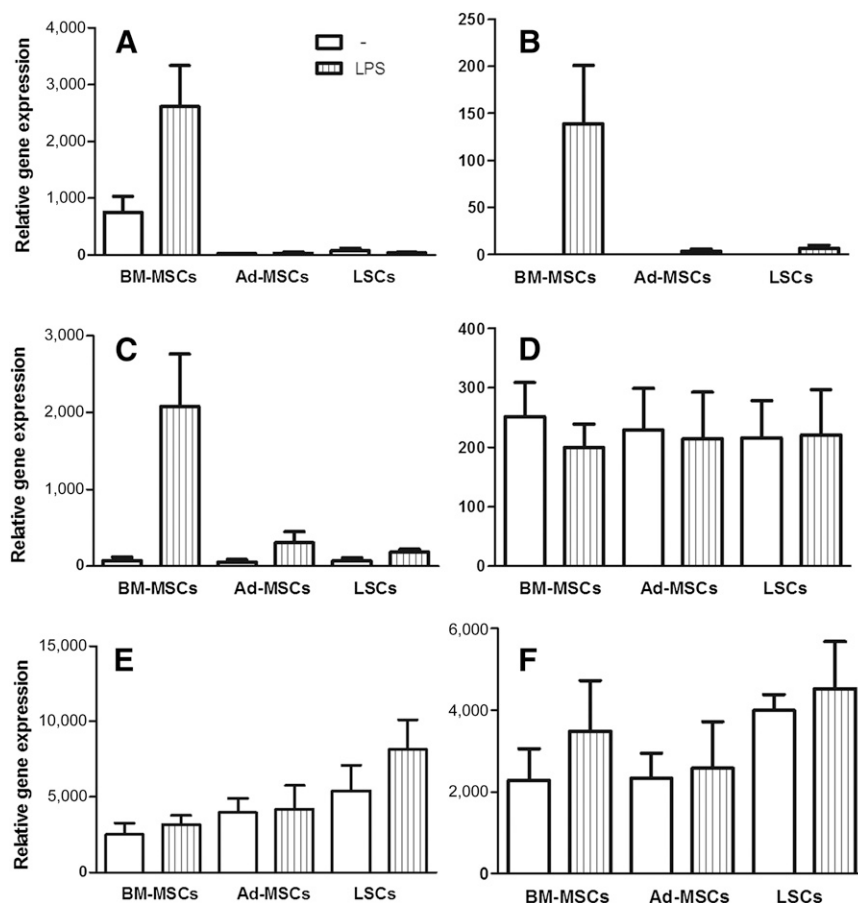 A
Relative gene expression
4,000
3,000
2,000
1,000
0
-
LPS
BM-MSCs Ad-MSCs LSCs
B
250
200
150
100
50
0
BM-MSCs Ad-MSCs LSCs
C
Relative gene expression
3,000
2,000
1,000
0
BM-MSCs Ad-MSCs LSCs
D
400
300
200
100
0
BM-MSCs Ad-MSCs LSCs
E
Relative gene expression
15,000
10,000
5,000
0
BM-MSCs Ad-MSCs LSCs
F
6,000
4,000
2,000
0
BM-MSCs Ad-MSCs LSCs